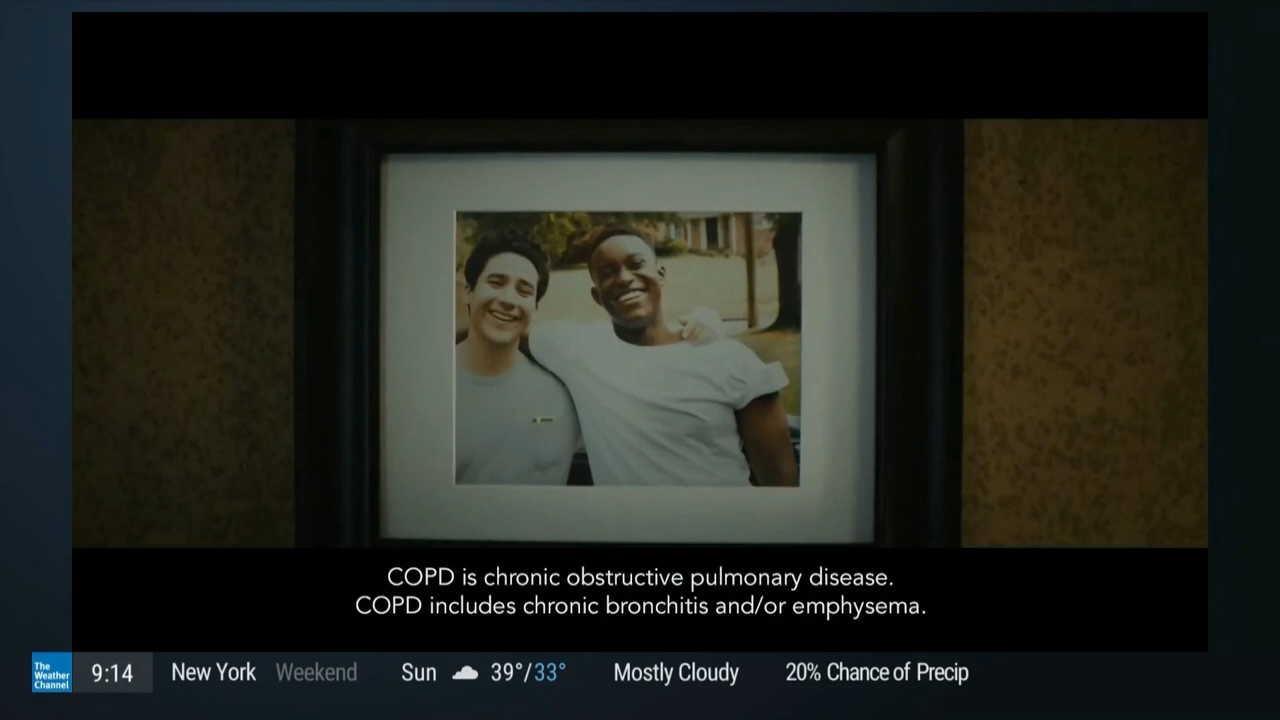 COPD is chronic obstructive pulmonary disease.
COPD includes chronic bronchitis and/or emphysema.
The
Weather
Channel
9:14
New York
Weekend
Sun
39°/33°
Mostly Cloudy
20% Chance of Precip